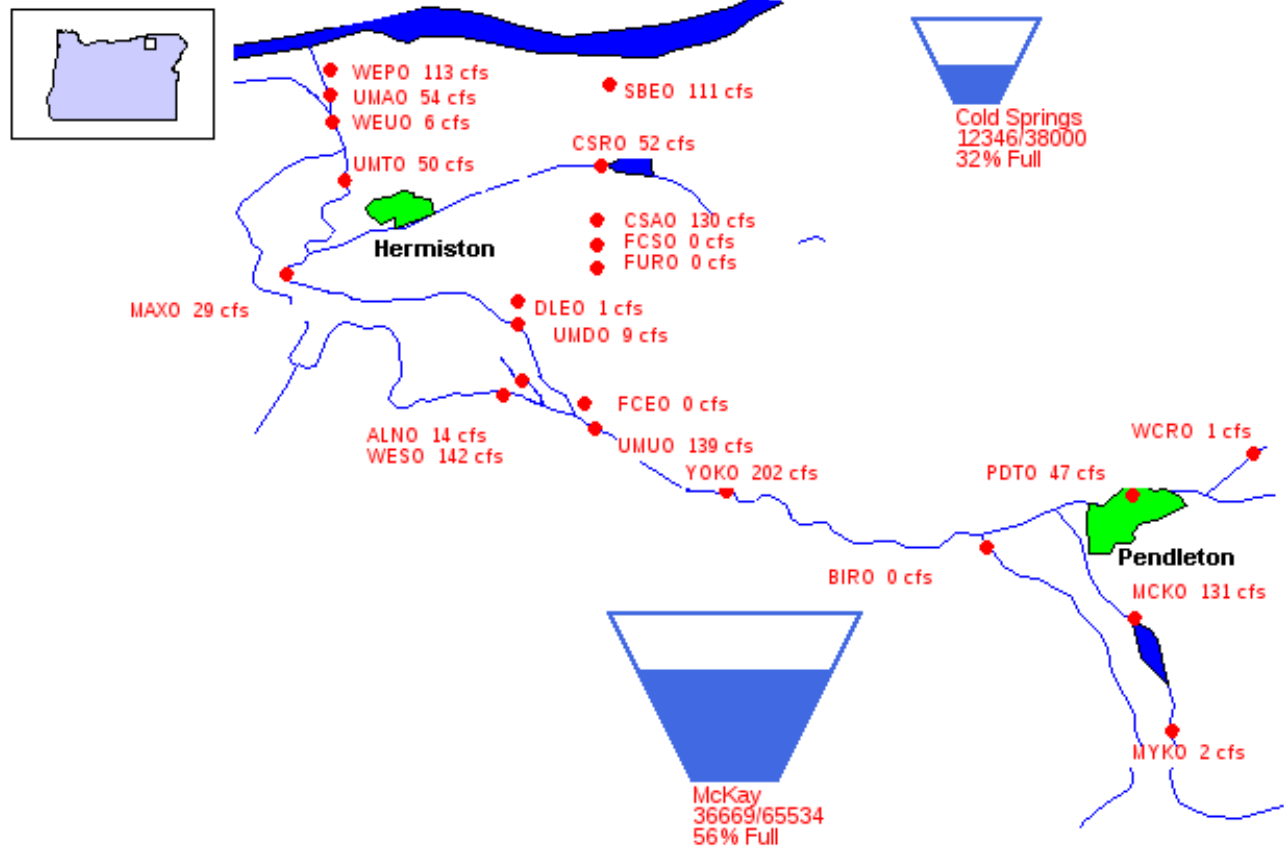 WEPO 113 cfs
UMAO 54 cfs
WEUO 6 cfs
UMTO 50 cfs
SBEO 111 cfs
CSRO 52 cfs
Cold Springs
12346/38000
32% Full
CSAO 130 cfs
FCSO 0 cfs
FURO 0 cfs
Hermiston
MAXO 29 cfs
DLEO 1 cfs
UMDO 9 cfs
FCEO 0 cfs
ALNO 14 cfs
WESO 142 cfs
UMUO 139 cfs
YOKO 202 cfs
WCRO 1 cfs
PDTO 47 cfs
Pendleton
BIRO 0 cfs
MCKO 131 cfs
MYKO 2 cfs
McKay
36669/65534
56% Full